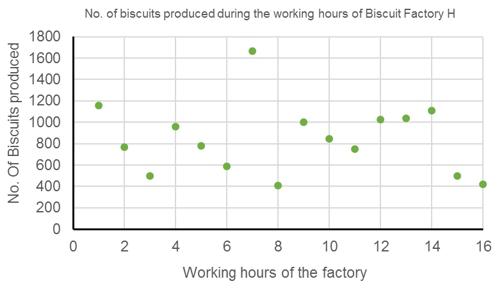 No. of biscuits produced during the working hours of Biscuit Factory H
No. Of Biscuits produced
1800
1600
1400
1200
1000
800
600
400
200
0
0 2 4 6 8 10 12 14 16
Working hours of the factory